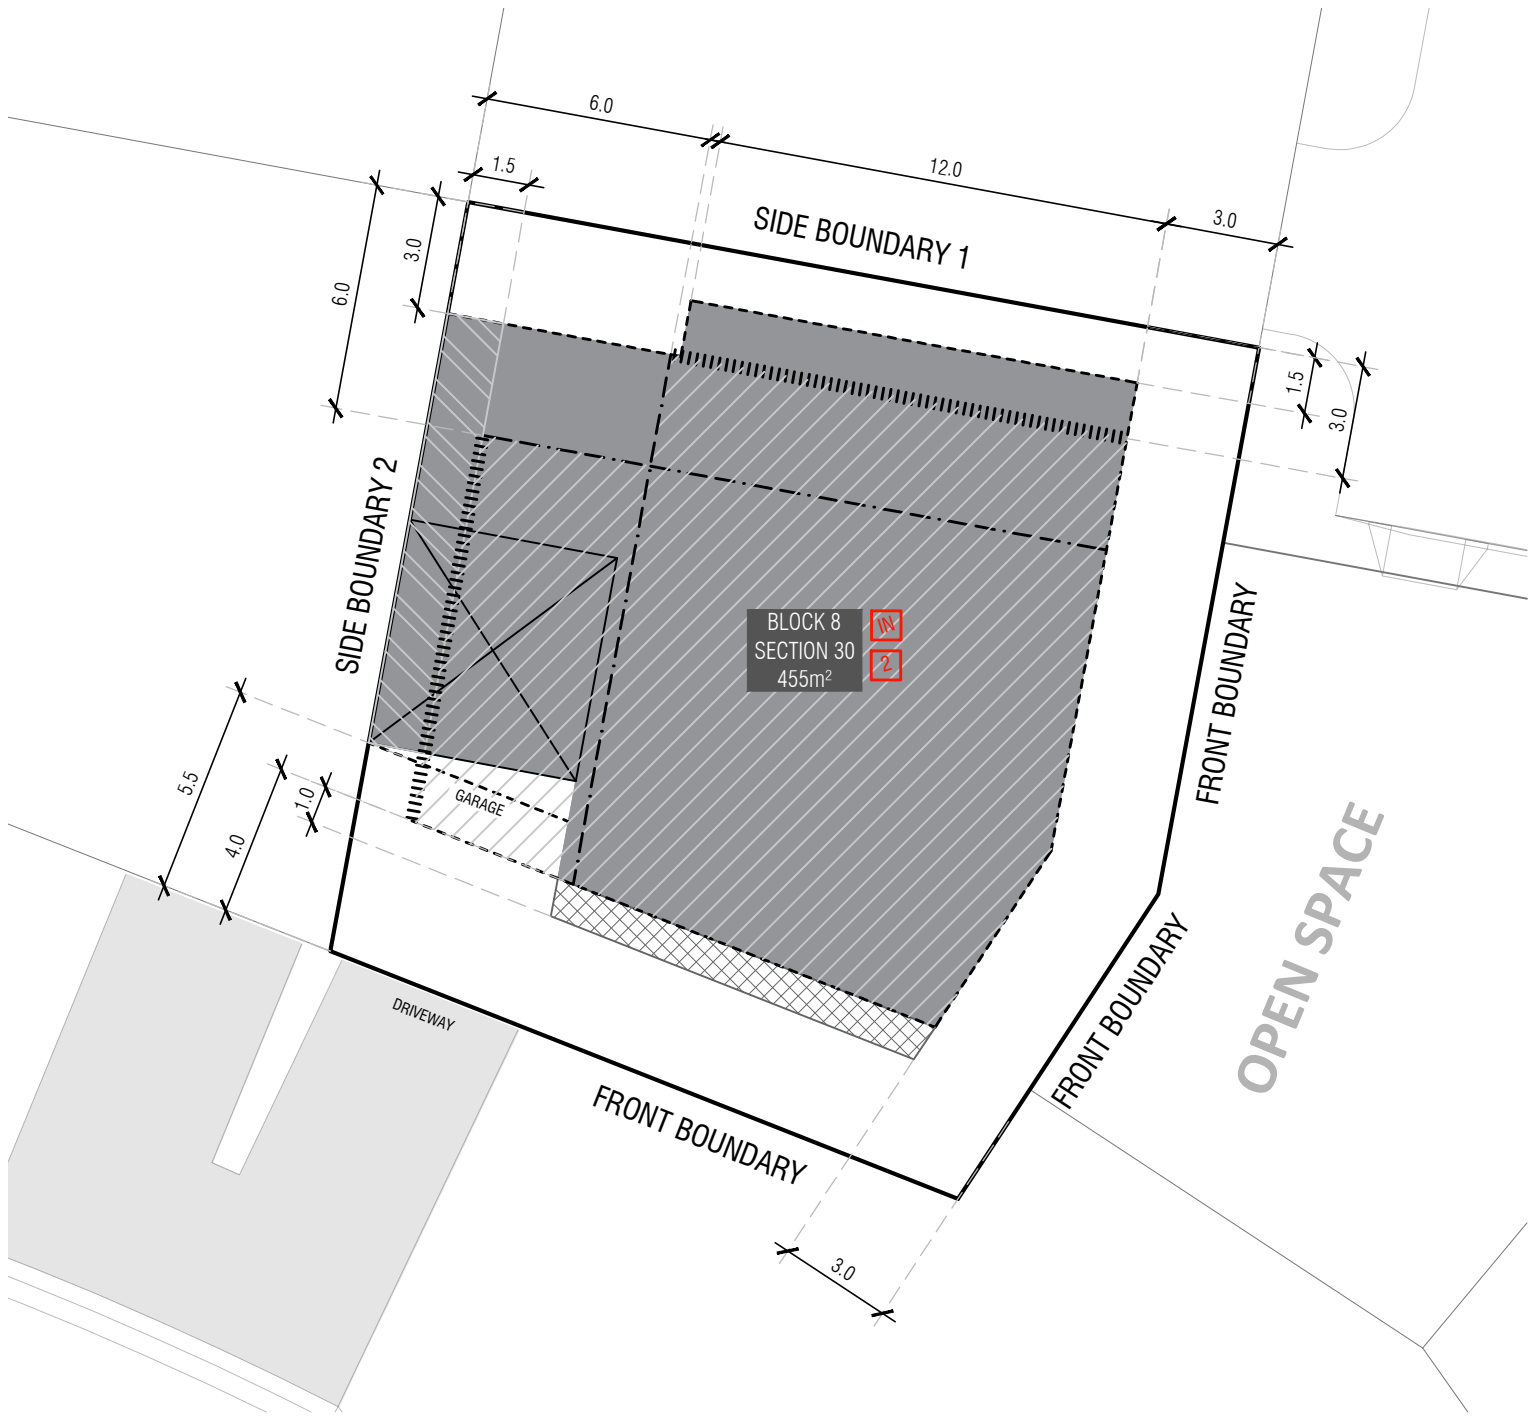 6.0
12.0
3.0
1.5
3.0
6.0
SIDE BOUNDARY 1
1.5
3.0
SIDE BOUNDARY 2
BLOCK 8
SECTION 30
455m²
IN
2
FRONT BOUNDARY
5.5
4.0
1.0
GARAGE
OPEN SPACE
FRONT BOUNDARY
DRIVEWAY
FRONT BOUNDARY
3.0